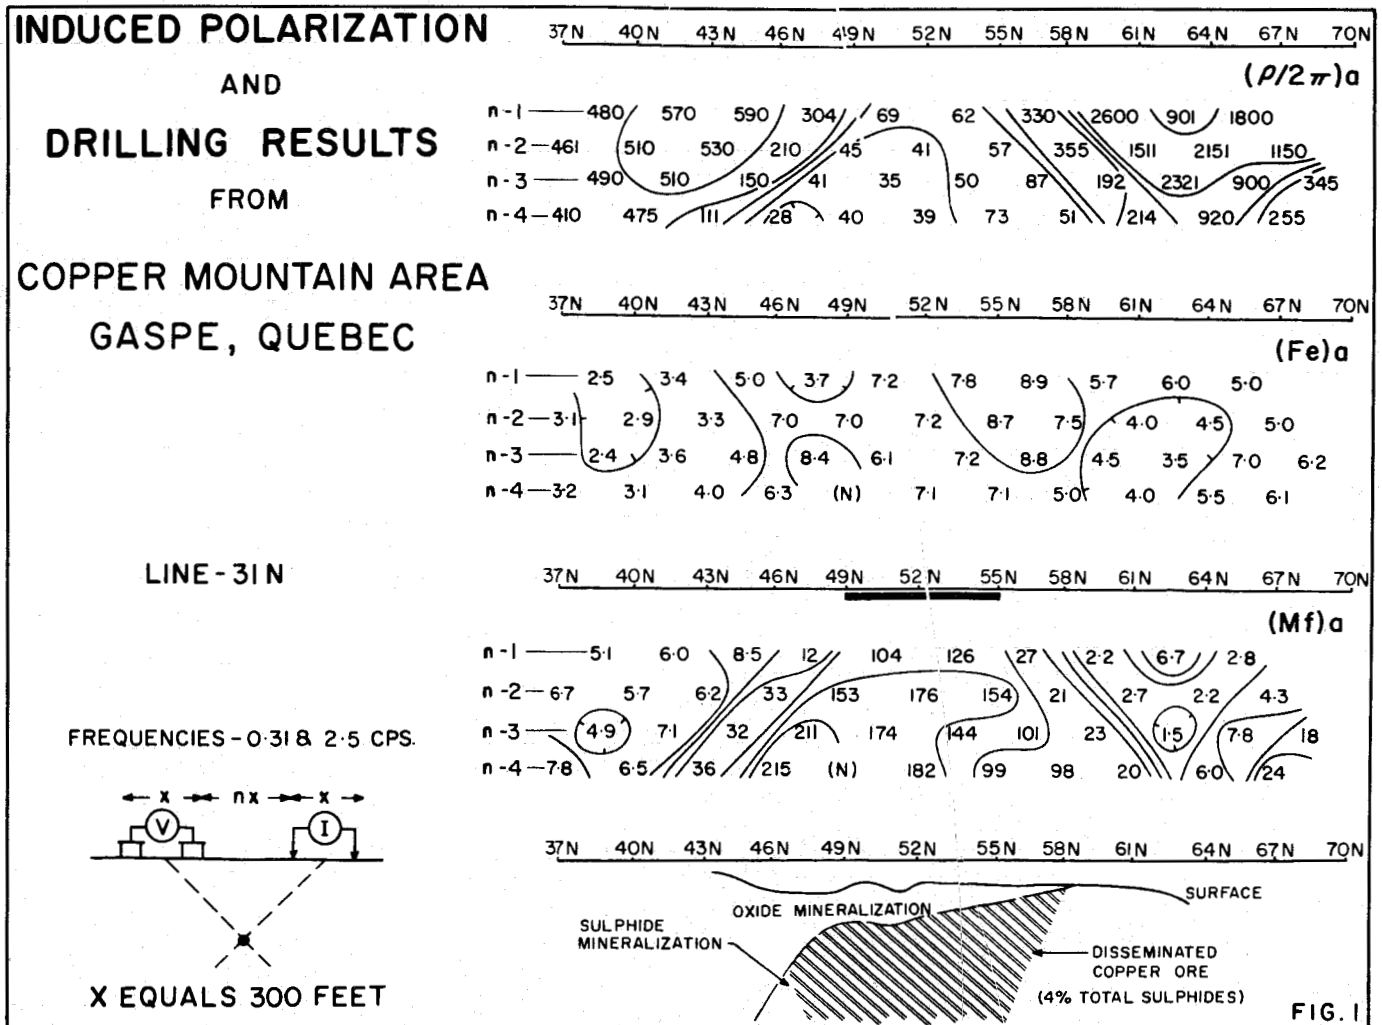 INDUCED POLARIZATION
AND
DRILLING RESULTS
FROM
COPPER MOUNTAIN AREA
GASPE, QUEBEC
LINE-31N
FREQUENCIES-0·31 & 2·5 CPS.
x nx x
V I
X EQUALS 300 FEET
37N 40N 43N 46N 49N 52N 55N 58N 61N 64N 67N 70N
(ρ/2π)a
n-1 480 570 590 304 69 62 330 2600 901 1800
n-2 461 510 530 210 45 41 57 355 1511 2151 1150
n-3 490 510 150 41 35 50 87 192 2321 900 345
n-4 410 475 111 28 40 39 73 51 214 920 255
37N 40N 43N 46N 49N 52N 55N 58N 61N 64N 67N 70N
(Fe)a
n-1 2·5 3·4 5·0 3·7 7·2 7·8 8·9 5·7 6·0 5·0
n-2 3·1 2·9 3·3 7·0 7·0 7·2 8·7 7·5 4·0 4·5 5·0
n-3 2·4 3·6 4·8 8·4 6·1 7·2 8·8 4·5 3·5 7·0 6·2
n-4 3·2 3·1 4·0 6·3 (N) 7·1 7·1 5·0 4·0 5·5 6·1
37N 40N 43N 46N 49N 52N 55N 58N 61N 64N 67N 70N
(Mf)a
n-1 5·1 6·0 8·5 12 104 126 27 2·2 6·7 2·8
n-2 6·7 5·7 6·2 33 153 176 154 21 2·7 2·2 4·3
n-3 4·9 7·1 32 211 174 144 101 23 1·5 7·8 18
n-4 7·8 6·5 36 215 (N) 182 99 98 20 6·0 24
37N 40N 43N 46N 49N 52N 55N 58N 61N 64N 67N 70N
SURFACE
OXIDE MINERALIZATION
SULPHIDE
MINERALIZATION
DISSEMINATED
COPPER ORE
(4% TOTAL SULPHIDES)
FIG. 1